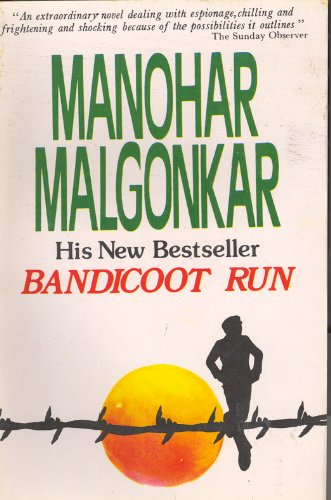 "An extraordinary novel dealing with espionage, chilling and
frightening and shocking because of the possibilities it outlines"
The Sunday Observer
MANOHAR
MALGONKAR
His New Bestseller
BANDICOOT RUN